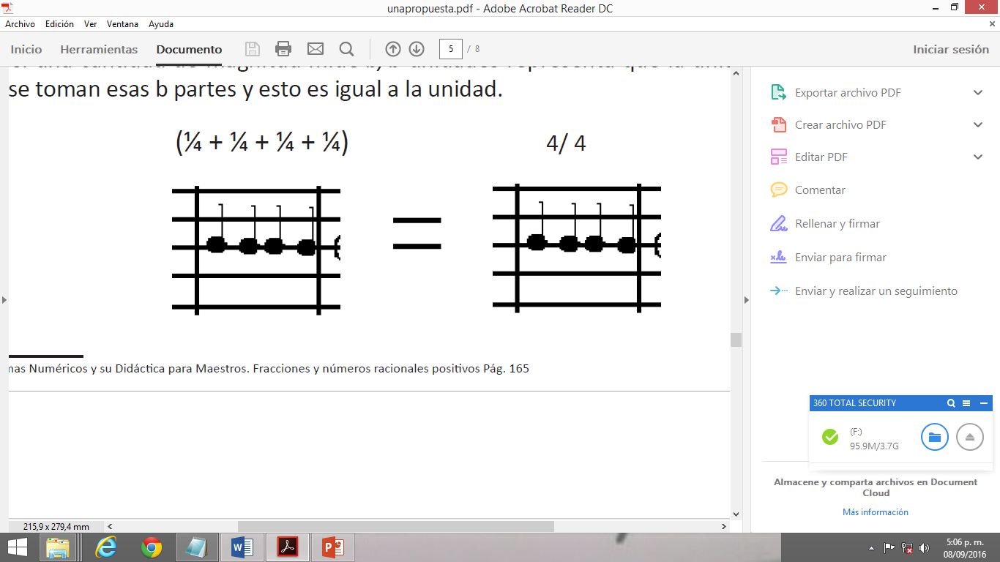 unapropuesta.pdf - Adobe Acrobat Reader DC
Archivo Edición Ver Ventana Ayuda
Inicio Herramientas Documento 5 / 8 Iniciar sesión
se toman esas b partes y esto es igual a la unidad.
(¼ + ¼ + ¼ + ¼) 4/ 4
mas Numéricos y su Didáctica para Maestros. Fracciones y números racionales positivos Pág. 165
215,9 x 279,4 mm
Exportar archivo PDF
Crear archivo PDF
Editar PDF
Comentar
Rellenar y firmar
Enviar para firmar
Enviar y realizar un seguimiento
360 TOTAL SECURITY
(F:)
95.9M/3.7G
Almacene y comparta archivos en Document
Cloud
Más información
5:06 p. m.
08/09/2016